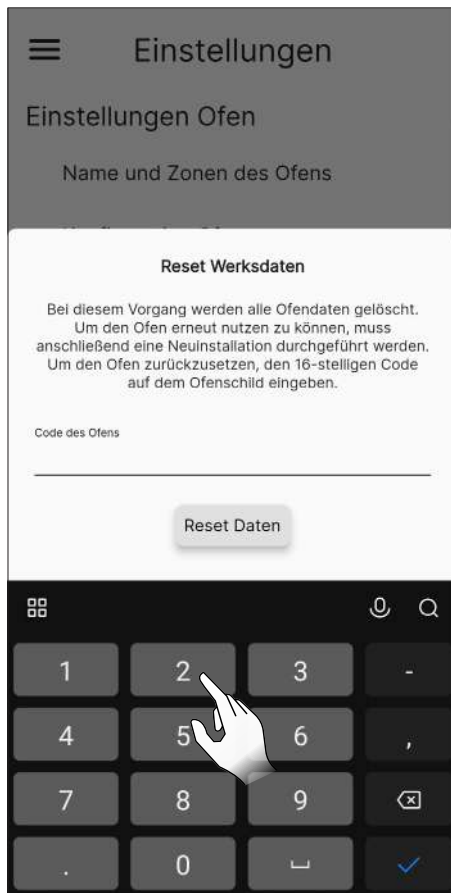 Einstellungen
Einstellungen Ofen
Name und Zonen des Ofens
Reset Werksdaten
Bei diesem Vorgang werden alle Ofendaten gelöscht.
Um den Ofen erneut nutzen zu können, muss
anschließend eine Neuinstallation durchgeführt werden.
Um den Ofen zurückzusetzen, den 16-stelligen Code
auf dem Ofenschild eingeben.
Code des Ofens
Reset Daten
1 2 3 -
4 5 6 ,
7 8 9
. 0